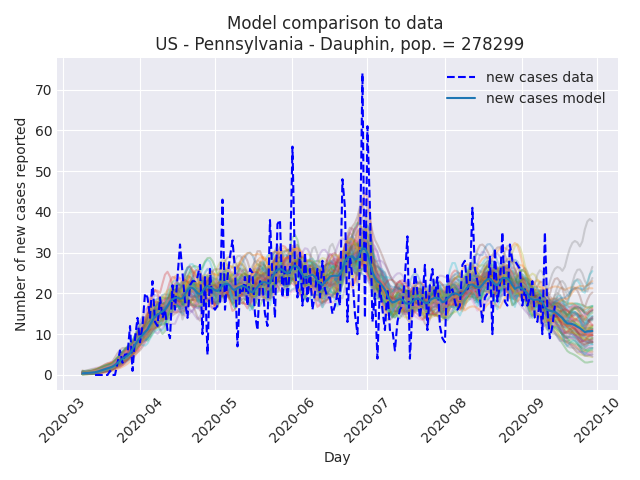 Model comparison to data
US - Pennsylvania - Dauphin, pop. = 278299
new cases data
new cases model
Number of new cases reported
70
60
50
40
30
20
10
0
2020-03
2020-04
2020-05
2020-06
2020-07
2020-08
2020-09
2020-10
Day